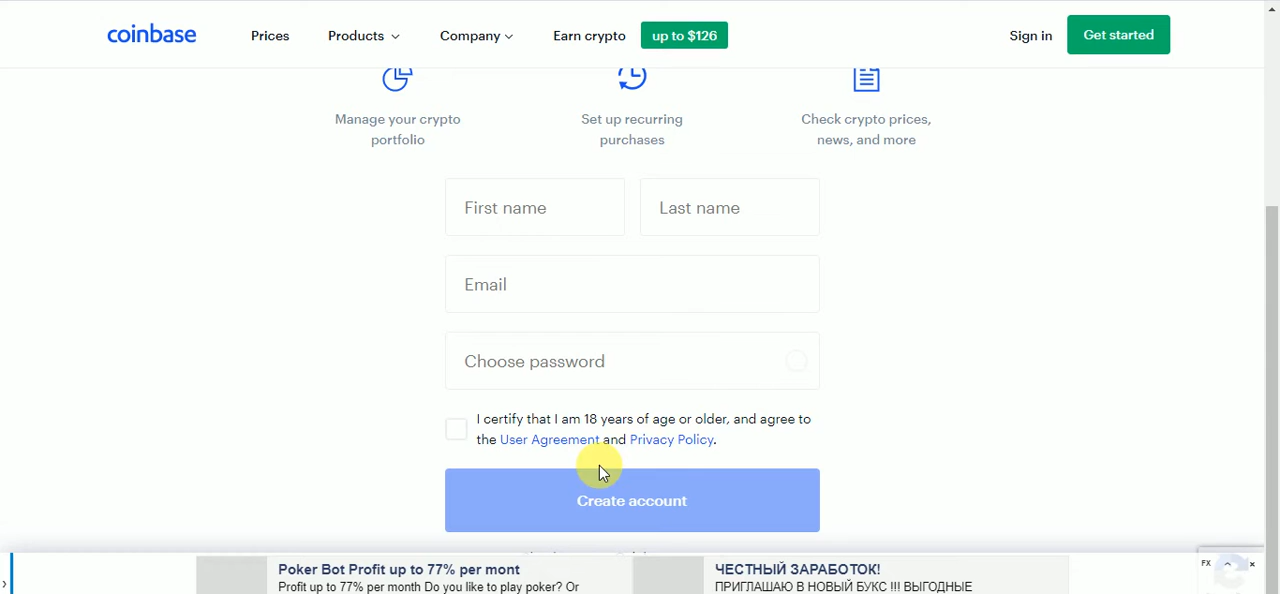 coinbase
Prices
Products
Company
Earn crypto
up to $126
Sign in
Get started
Manage your crypto
portfolio
Set up recurring
purchases
Check crypto prices,
news, and more
First name
Last name
Email
Choose password
I certify that I am 18 years of age or older, and agree to
the User Agreement and Privacy Policy.
Create account
Poker Bot Profit up to 77% per mont
Profit up to 77% per month Do you like to play poker? Or
ЧЕСТНЫЙ ЗАРАБОТОК!
ПРИГЛАШАЮ В НОВЫЙ БУКС !!! ВЫГОДНЫЕ
FX